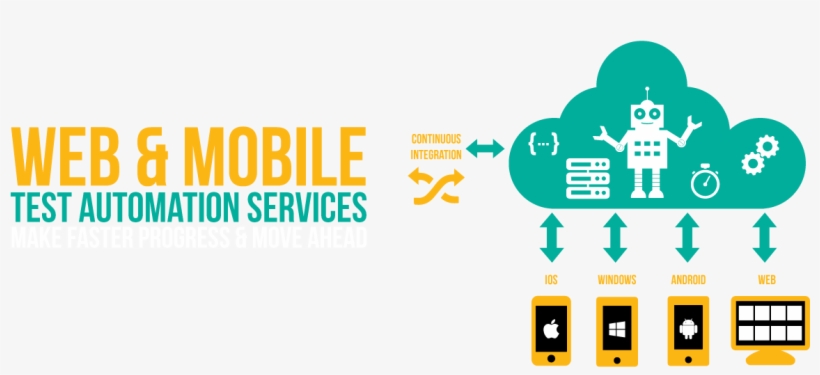 WEB & MOBILE
TEST AUTOMATION SERVICES
MAKE FASTER PROGRESS & MOVE AHEAD
CONTINUOUS
INTEGRATION
{...}
IOS
WINDOWS
ANDROID
WEB